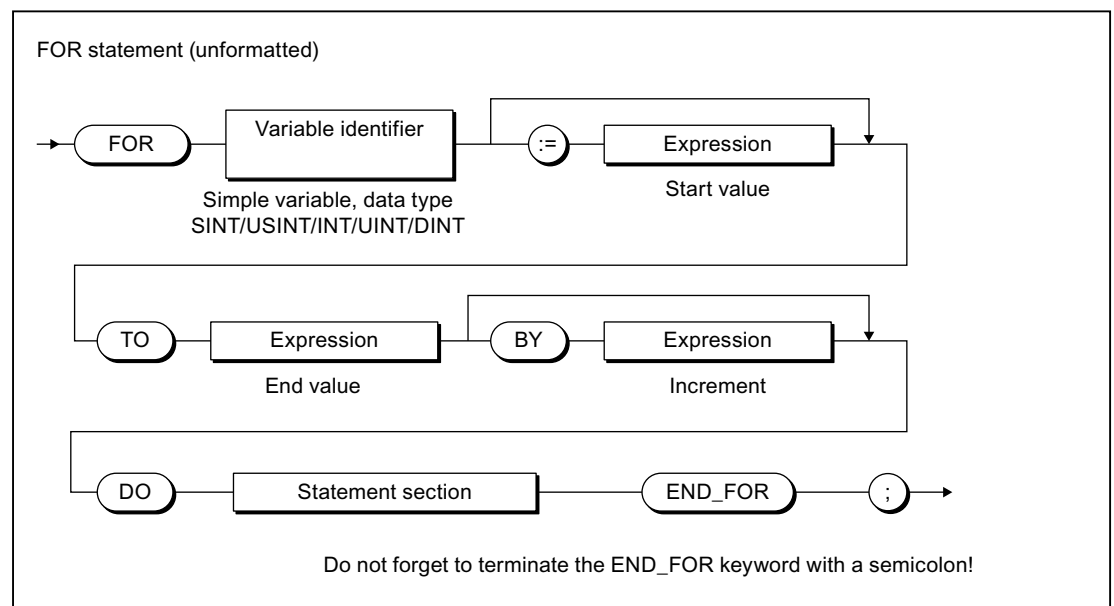 FOR statement (unformatted)
FOR
Variable identifier
:=
Expression
Simple variable, data type
SINT/USINT/INT/UINT/DINT
Start value
TO
Expression
BY
Expression
End value
Increment
DO
Statement section
END_FOR
;
Do not forget to terminate the END_FOR keyword with a semicolon!